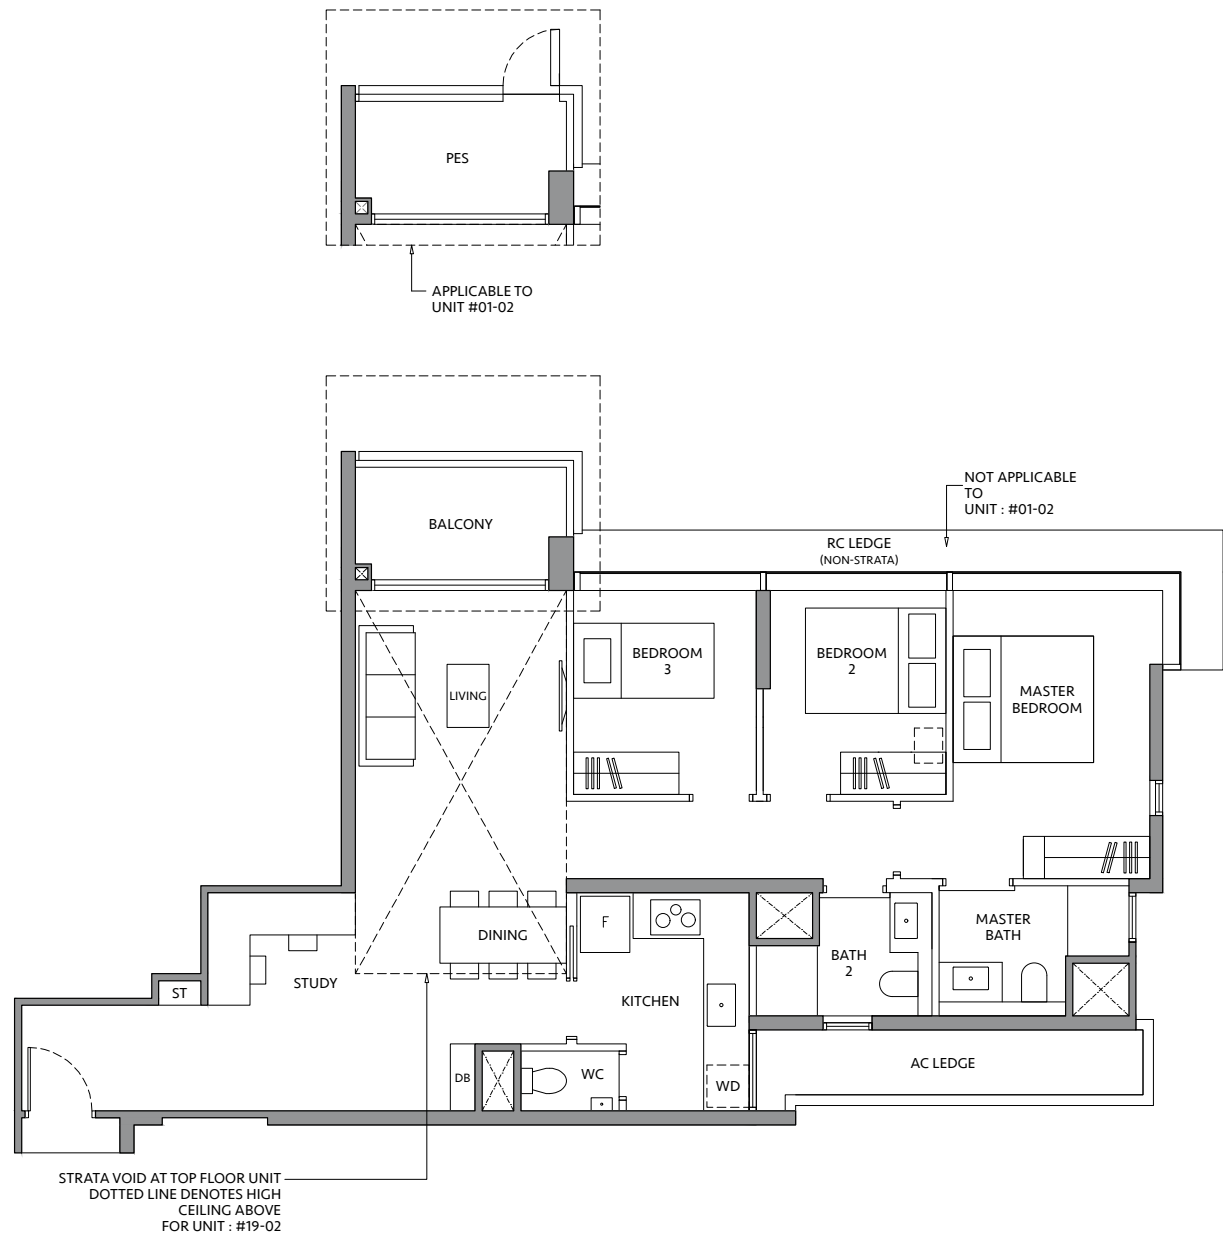 PES
APPLICABLE TO
UNIT #01-02
NOT APPLICABLE
TO
UNIT : #01-02
BALCONY
RC LEDGE
(NON-STRATA)
BEDROOM
3
BEDROOM
2
LIVING
MASTER
BEDROOM
F
DINING
MASTER
BATH
BATH
2
STUDY
ST
KITCHEN
AC LEDGE
DB
WC
WD
STRATA VOID AT TOP FLOOR UNIT
DOTTED LINE DENOTES HIGH
CEILING ABOVE
FOR UNIT : #19-02